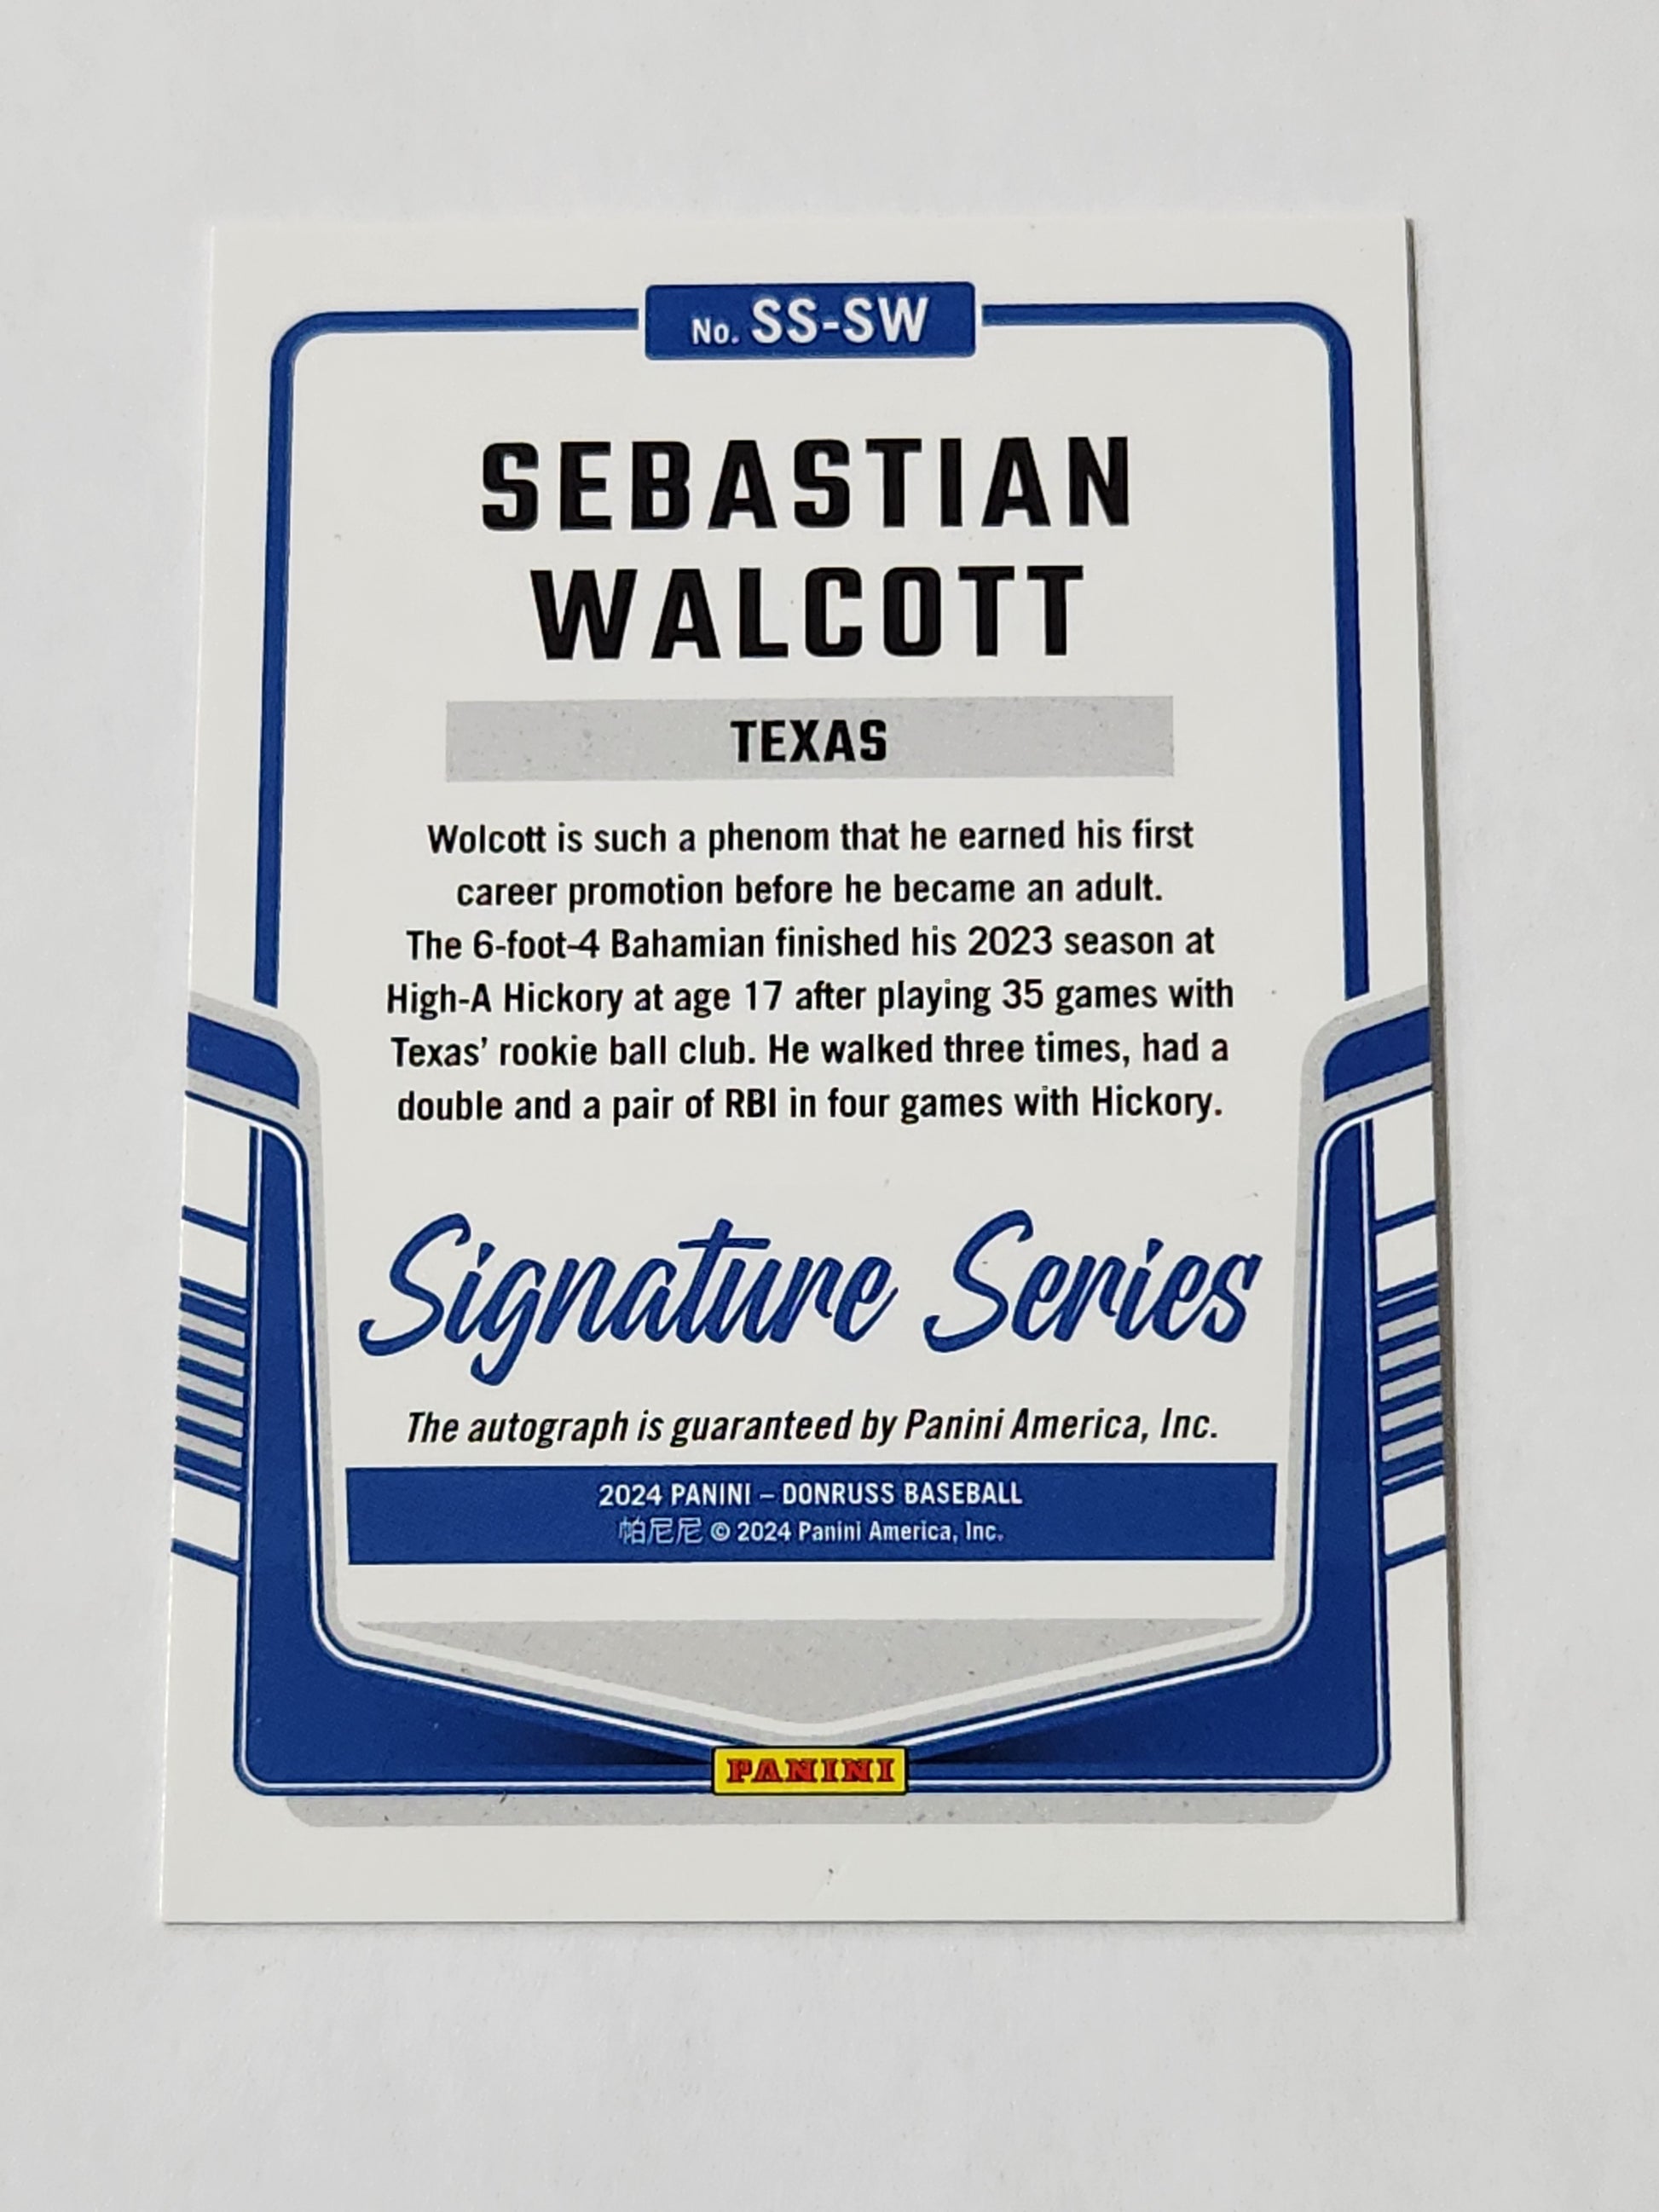 No. SS-SW
SEBASTIAN
WALCOTT
TEXAS
Wolcott is such a phenom that he earned his first
career promotion before he became an adult.
The 6-foot-4 Bahamian finished his 2023 season at
High-A Hickory at age 17 after playing 35 games with
Texas’ rookie ball club. He walked three times, had a
double and a pair of RBI in four games with Hickory.
Signature Series
The autograph is guaranteed by Panini America, Inc.
2024 PANINI – DONRUSS BASEBALL
帕尼尼 © 2024 Panini America, Inc.
PANINI